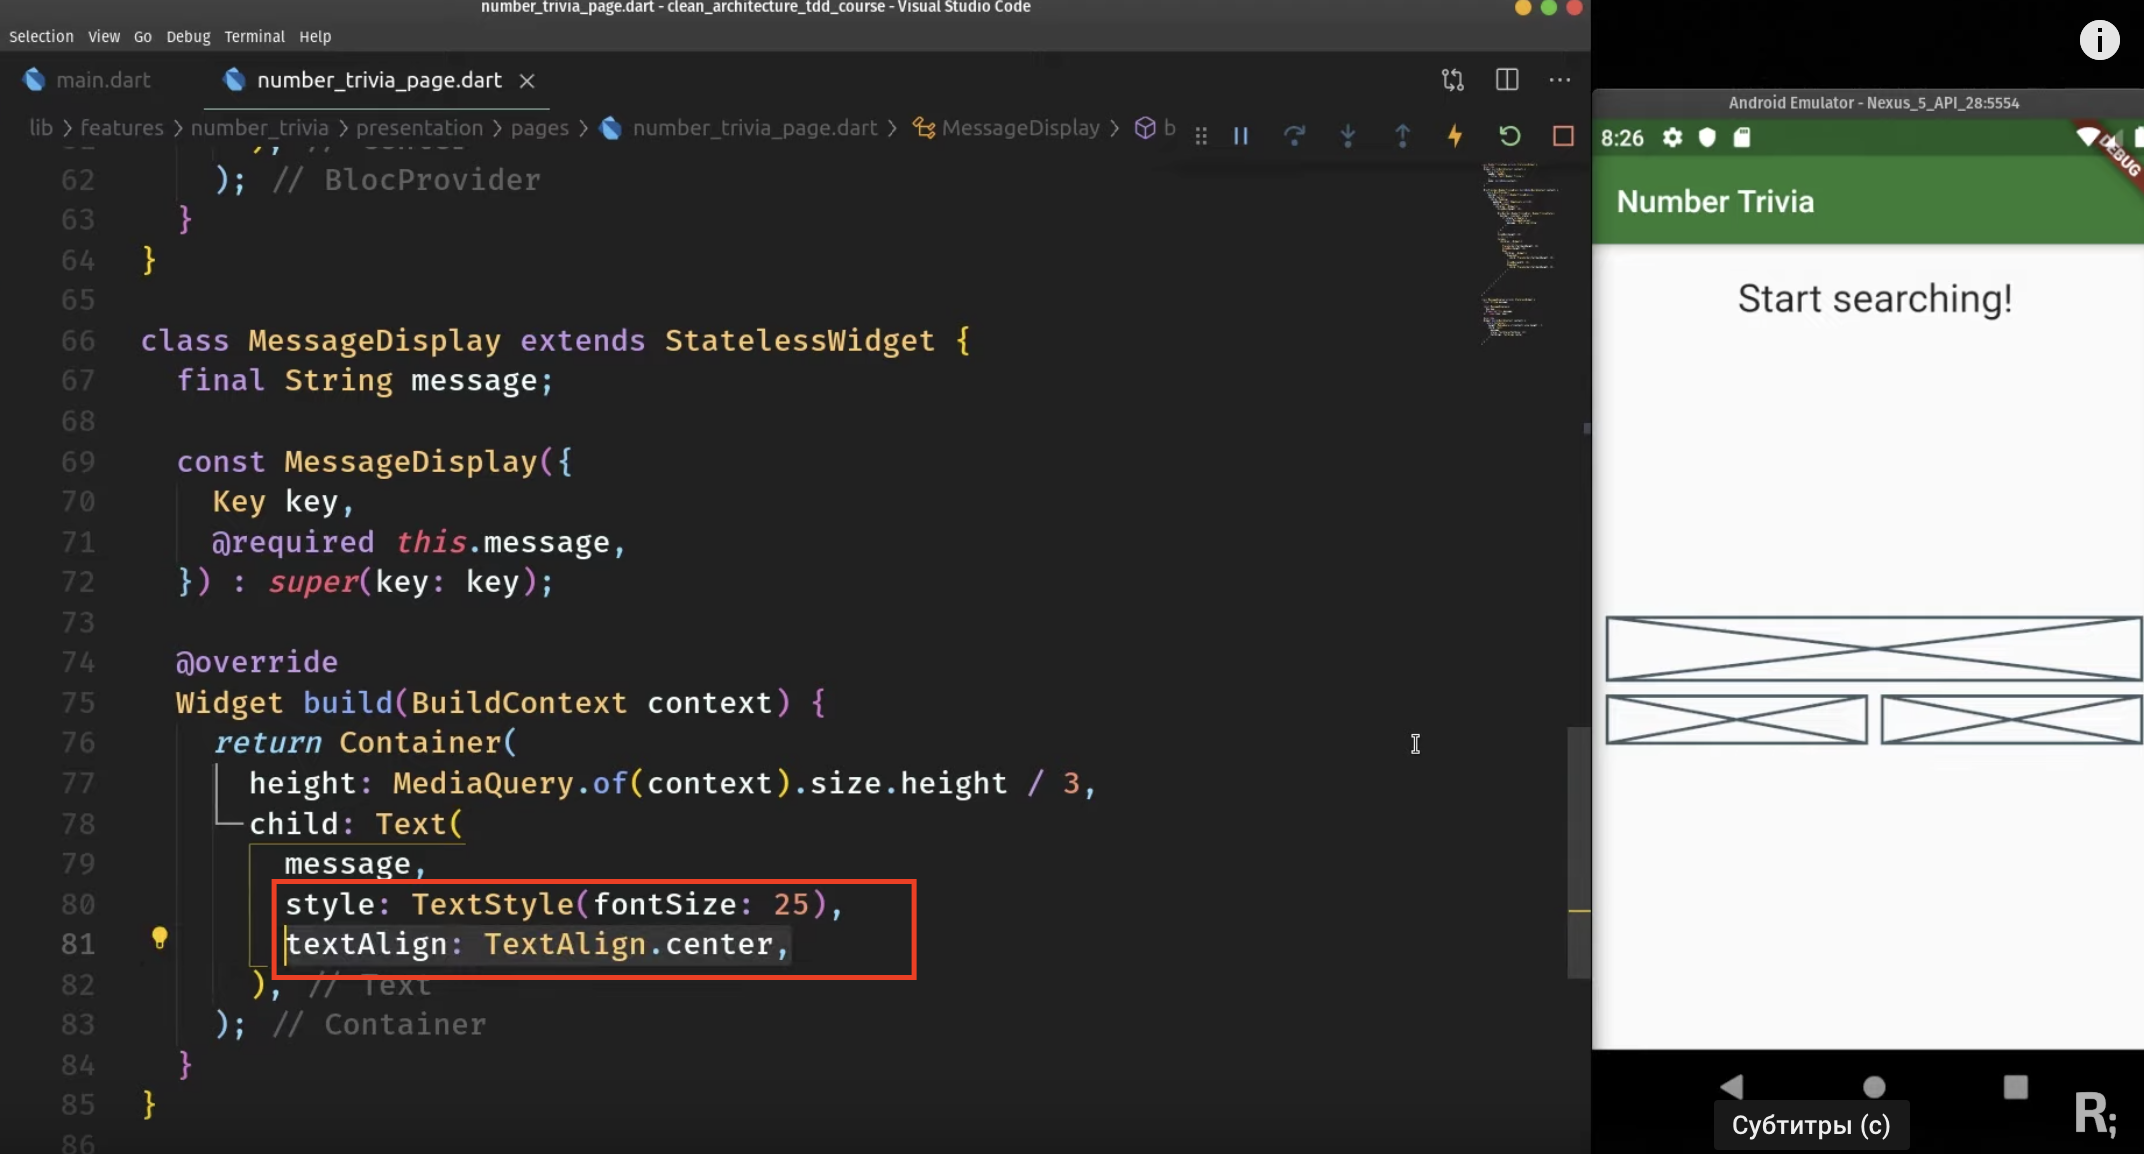 number_trivia_page.dart - clean_architecture_tdd_course - Visual Studio Code
Selection View Go Debug Terminal Help
main.dart number_trivia_page.dart
lib > features > number_trivia > presentation > pages > number_trivia_page.dart > MessageDisplay > b
62 ); // BlocProvider
63 }
64 }
65
66 class MessageDisplay extends StatelessWidget {
67 final String message;
68
69 const MessageDisplay({
70 Key key,
71 @required this.message,
72 }) : super(key: key);
73
74 @override
75 Widget build(BuildContext context) {
76 return Container(
77 height: MediaQuery.of(context).size.height / 3,
78 child: Text(
79 message,
80 style: TextStyle(fontSize: 25),
81 textAlign: TextAlign.center,
82 ), // Text
83 ); // Container
84 }
85 }
86
Android Emulator - Nexus_5_API_28:5554
8:26
DEBUG
Number Trivia
Start searching!
Субтитры (c)
R;